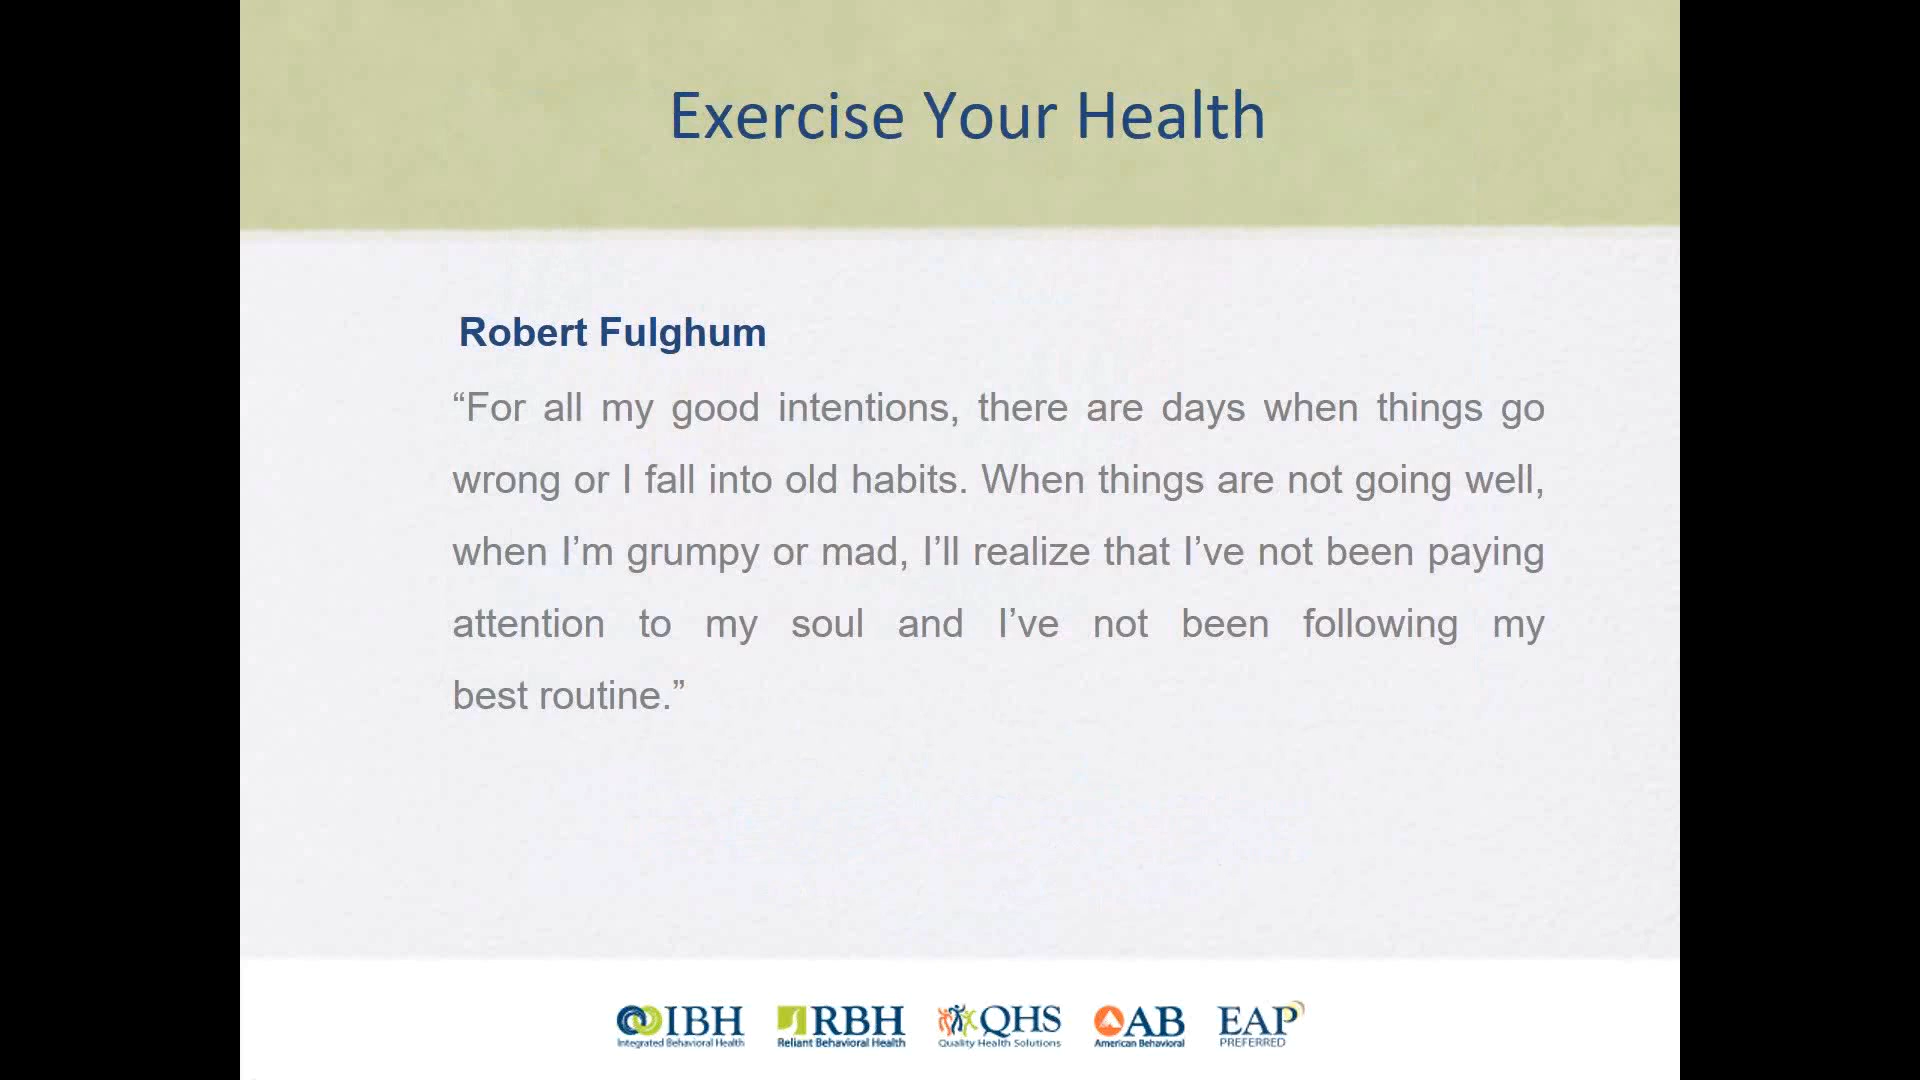 Exercise Your Health
Robert Fulghum
“For all my good intentions, there are days when things go
wrong or I fall into old habits. When things are not going well,
when I’m grumpy or mad, I’ll realize that I’ve not been paying
attention to my soul and I’ve not been following my
best routine.”
IBH
Integrated Behavioral Health
RBH
Reliant Behavioral Health
QHS
Quality Health Solutions
AB
American Behavioral
EAP
PREFERRED